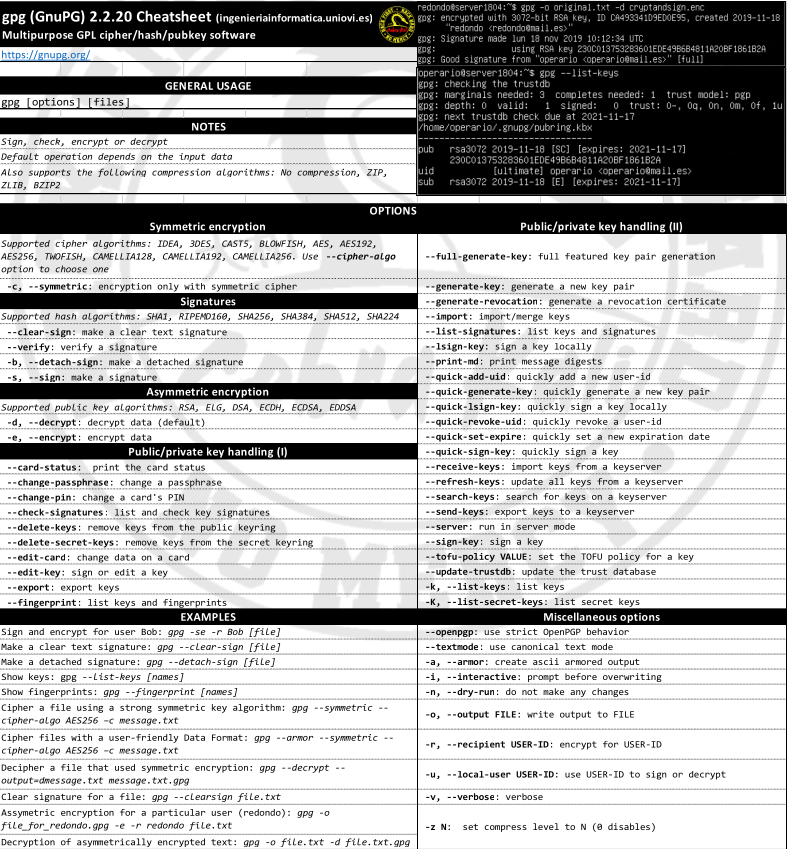 gpg (GnuPG) 2.2.20 Cheatsheet (ingenieriainformatica.uniovi.es)
Multipurpose GPL cipher/hash/pubkey software
https://gnupg.org/
GENERAL USAGE
gpg [options] [files]
NOTES
Sign, check, encrypt or decrypt
Default operation depends on the input data
Also supports the following compression algorithms: No compression, ZIP,
ZLIB, BZIP2
redondo@server1804:~$ gpg -o original.txt -d cryptandsign.enc
gpg: encrypted with 3072-bit RSA key, ID CA493341D9ED0E95, created 2019-11-18
"redondo <redondo@mail.es>"
gpg: Signature made lun 18 nov 2019 10:12:34 UTC
gpg: using RSA key 230C013753283601EDE49B6B4811A20BF1861B2A
gpg: Good signature from "operario <operario@mail.es>" [full]
operario@server1804:~$ gpg --list-keys
gpg: checking the trustdb
gpg: marginals needed: 3 completes needed: 1 trust model: pgp
gpg: depth: 0 valid: 1 signed: 0 trust: 0-, 0q, 0n, 0m, 0f, 1u
gpg: next trustdb check due at 2021-11-17
/home/operario/.gnupg/pubring.kbx
---------------------------------
pub rsa3072 2019-11-18 [SC] [expires: 2021-11-17]
230C013753283601EDE49B6B4811A20BF1861B2A
uid [ultimate] operario <operario@mail.es>
sub rsa3072 2019-11-18 [E] [expires: 2021-11-17]
OPTIONS
Symmetric encryption
Supported cipher algorithms: IDEA, 3DES, CAST5, BLOWFISH, AES, AES192,
AES256, TWOFISH, CAMELLIA128, CAMELLIA192, CAMELLIA256. Use --cipher-algo
option to choose one
-c, --symmetric: encryption only with symmetric cipher
Signatures
Supported hash algorithms: SHA1, RIPEMD160, SHA256, SHA384, SHA512, SHA224
--clear-sign: make a clear text signature
--verify: verify a signature
-b, --detach-sign: make a detached signature
-s, --sign: make a signature
Asymmetric encryption
Supported public key algorithms: RSA, ELG, DSA, ECDH, ECDSA, EDDSA
-d, --decrypt: decrypt data (default)
-e, --encrypt: encrypt data
Public/private key handling (I)
--card-status: print the card status
--change-passphrase: change a passphrase
--change-pin: change a card's PIN
--check-signatures: list and check key signatures
--delete-keys: remove keys from the public keyring
--delete-secret-keys: remove keys from the secret keyring
--edit-card: change data on a card
--edit-key: sign or edit a key
--export: export keys
--fingerprint: list keys and fingerprints
Public/private key handling (II)
--full-generate-key: full featured key pair generation
--generate-key: generate a new key pair
--generate-revocation: generate a revocation certificate
--import: import/merge keys
--list-signatures: list keys and signatures
--lsign-key: sign a key locally
--print-md: print message digests
--quick-add-uid: quickly add a new user-id
--quick-generate-key: quickly generate a new key pair
--quick-lsign-key: quickly sign a key locally
--quick-revoke-uid: quickly revoke a user-id
--quick-set-expire: quickly set a new expiration date
--quick-sign-key: quickly sign a key
--receive-keys: import keys from a keyserver
--refresh-keys: update all keys from a keyserver
--search-keys: search for keys on a keyserver
--send-keys: export keys to a keyserver
--server: run in server mode
--sign-key: sign a key
--tofu-policy VALUE: set the TOFU policy for a key
--update-trustdb: update the trust database
-k, --list-keys: list keys
-K, --list-secret-keys: list secret keys
EXAMPLES
Sign and encrypt for user Bob: gpg -se -r Bob [file]
Make a clear text signature: gpg --clear-sign [file]
Make a detached signature: gpg --detach-sign [file]
Show keys: gpg --list-keys [names]
Show fingerprints: gpg --fingerprint [names]
Cipher a file using a strong symmetric key algorithm: gpg --symmetric --
cipher-algo AES256 –c message.txt
Cipher files with a user-friendly Data Format: gpg --armor --symmetric --
cipher-algo AES256 –c message.txt
Decipher a file that used symmetric encryption: gpg --decrypt --
output=dmessage.txt message.txt.gpg
Clear signature for a file: gpg --clearsign file.txt
Assymetric encryption for a particular user (redondo): gpg -o
file_for_redondo.gpg -e -r redondo file.txt
Decryption of asymmetrically encrypted text: gpg -o file.txt -d file.txt.gpg
Miscellaneous options
--openpgp: use strict OpenPGP behavior
--textmode: use canonical text mode
-a, --armor: create ascii armored output
-i, --interactive: prompt before overwriting
-n, --dry-run: do not make any changes
-o, --output FILE: write output to FILE
-r, --recipient USER-ID: encrypt for USER-ID
-u, --local-user USER-ID: use USER-ID to sign or decrypt
-v, --verbose: verbose
-z N: set compress level to N (0 disables)